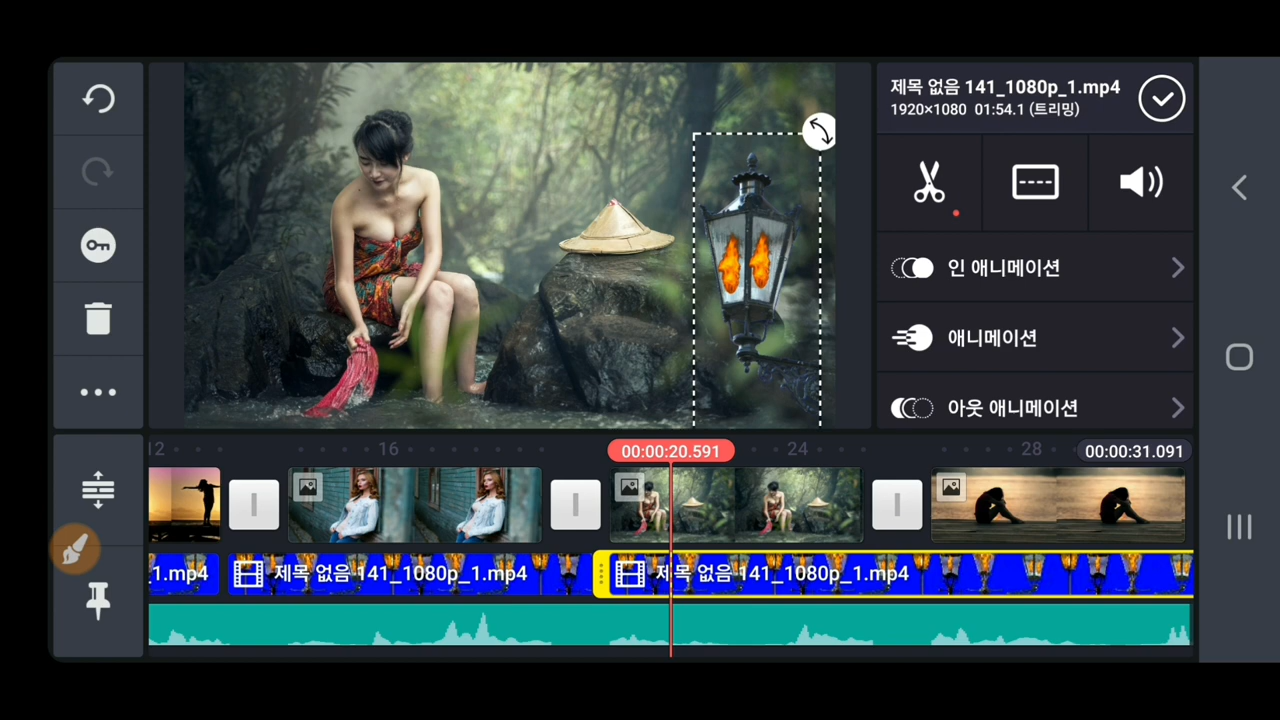 제목 없음 141_1080p_1.mp4
1920×1080 01:54.1 (트리밍)
인 애니메이션
애니메이션
아웃 애니메이션
12 16 00:00:20.591 24 28 00:00:31.091
_1.mp4 제목 없음 141_1080p_1.mp4 제목 없음 141_1080p_1.mp4